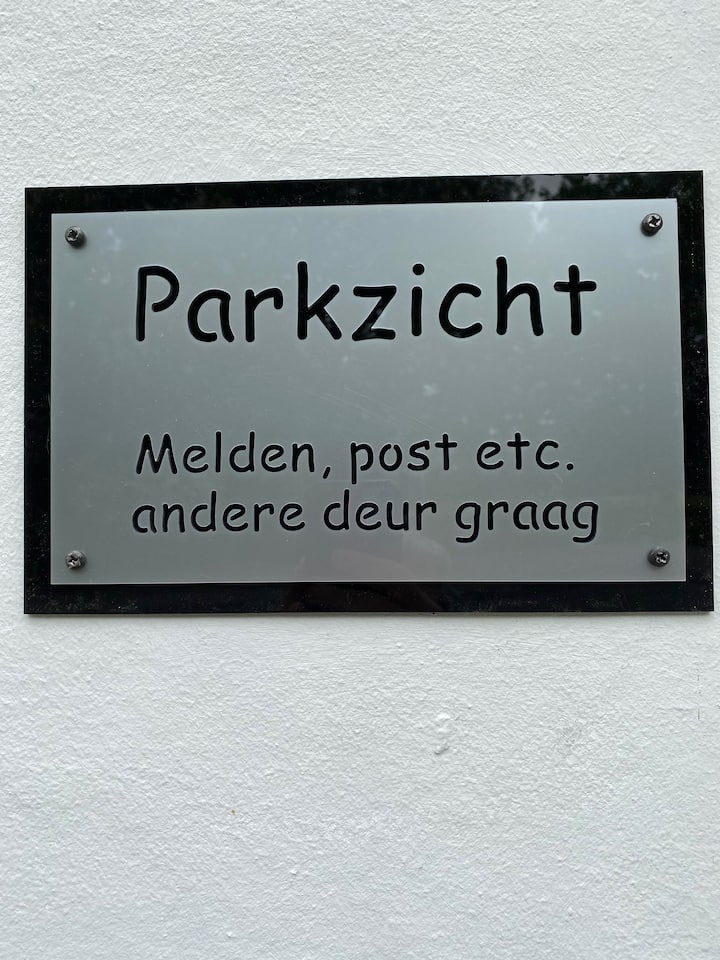 Parkzicht
Melden, post etc.
andere deur graag